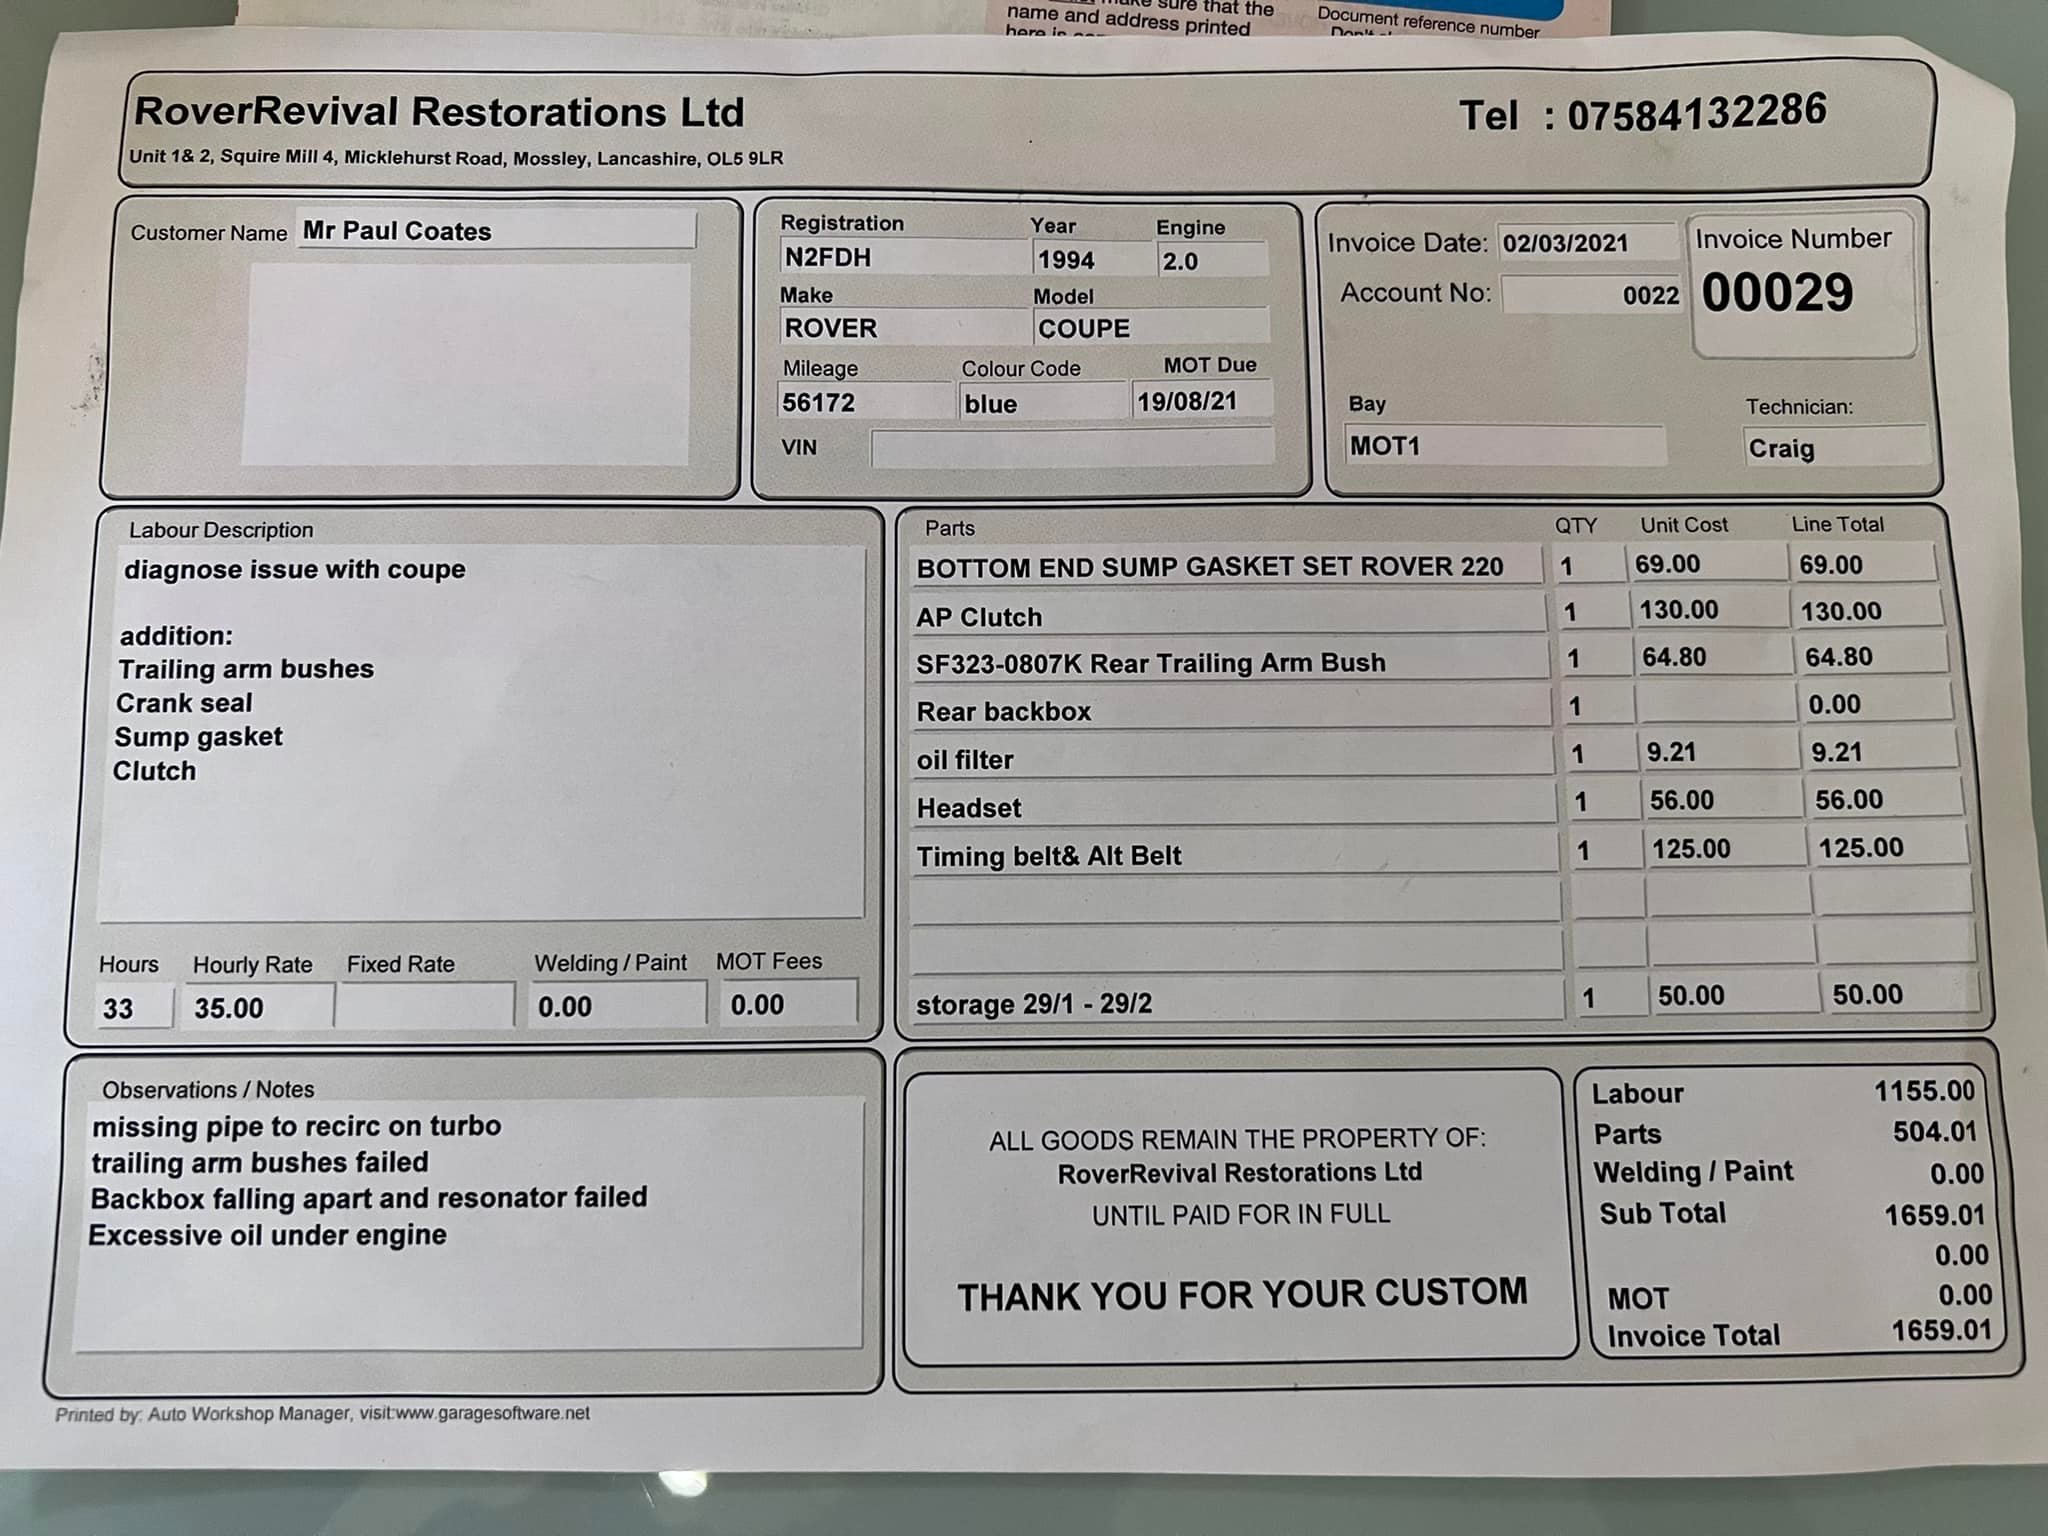 make sure that the
name and address printed
here is
Document reference number
Don't
RoverRevival Restorations Ltd
Tel : 07584132286
Unit 1& 2, Squire Mill 4, Micklehurst Road, Mossley, Lancashire, OL5 9LR
Customer Name Mr Paul Coates
Registration Year Engine
N2FDH 1994 2.0
Make Model
ROVER COUPE
Mileage Colour Code MOT Due
56172 blue 19/08/21
VIN
Invoice Date: 02/03/2021
Account No: 0022
Invoice Number
00029
Bay Technician:
MOT1 Craig
Labour Description
diagnose issue with coupe
addition:
Trailing arm bushes
Crank seal
Sump gasket
Clutch
Hours Hourly Rate Fixed Rate Welding / Paint MOT Fees
33 35.00 0.00 0.00
Parts QTY Unit Cost Line Total
BOTTOM END SUMP GASKET SET ROVER 220 1 69.00 69.00
AP Clutch 1 130.00 130.00
SF323-0807K Rear Trailing Arm Bush 1 64.80 64.80
Rear backbox 1 0.00
oil filter 1 9.21 9.21
Headset 1 56.00 56.00
Timing belt& Alt Belt 1 125.00 125.00
storage 29/1 - 29/2 1 50.00 50.00
Observations / Notes
missing pipe to recirc on turbo
trailing arm bushes failed
Backbox falling apart and resonator failed
Excessive oil under engine
ALL GOODS REMAIN THE PROPERTY OF:
RoverRevival Restorations Ltd
UNTIL PAID FOR IN FULL
THANK YOU FOR YOUR CUSTOM
Labour 1155.00
Parts 504.01
Welding / Paint 0.00
Sub Total 1659.01
0.00
MOT 0.00
Invoice Total 1659.01
Printed by: Auto Workshop Manager, visit:www.garagesoftware.net